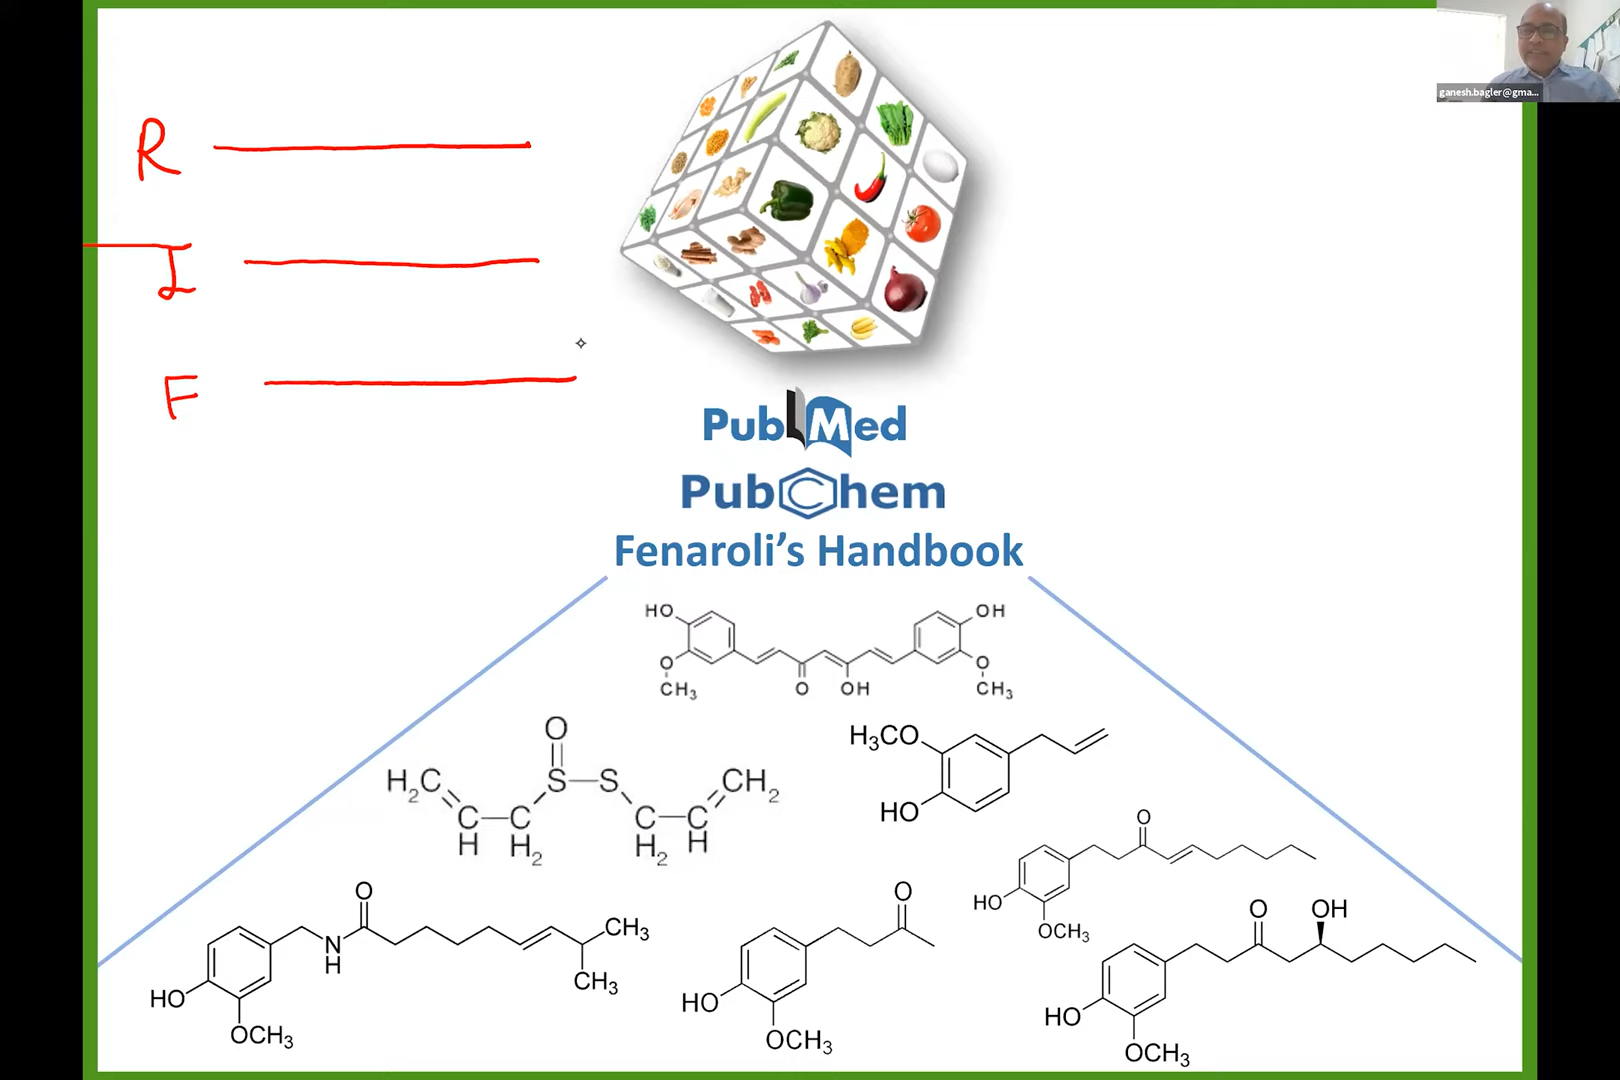 ganesh.bagler@gma...
R
I
F
PubMed
PubChem
Fenaroli's Handbook
HO OH
O O
CH3 O OH CH3
O
H2C S S CH2
C C C C
H H2 H2 H
H3CO
HO
O
HO
OCH3
O
N
H
CH3
CH3
HO
OCH3
O
HO
OCH3
O OH
HO
OCH3